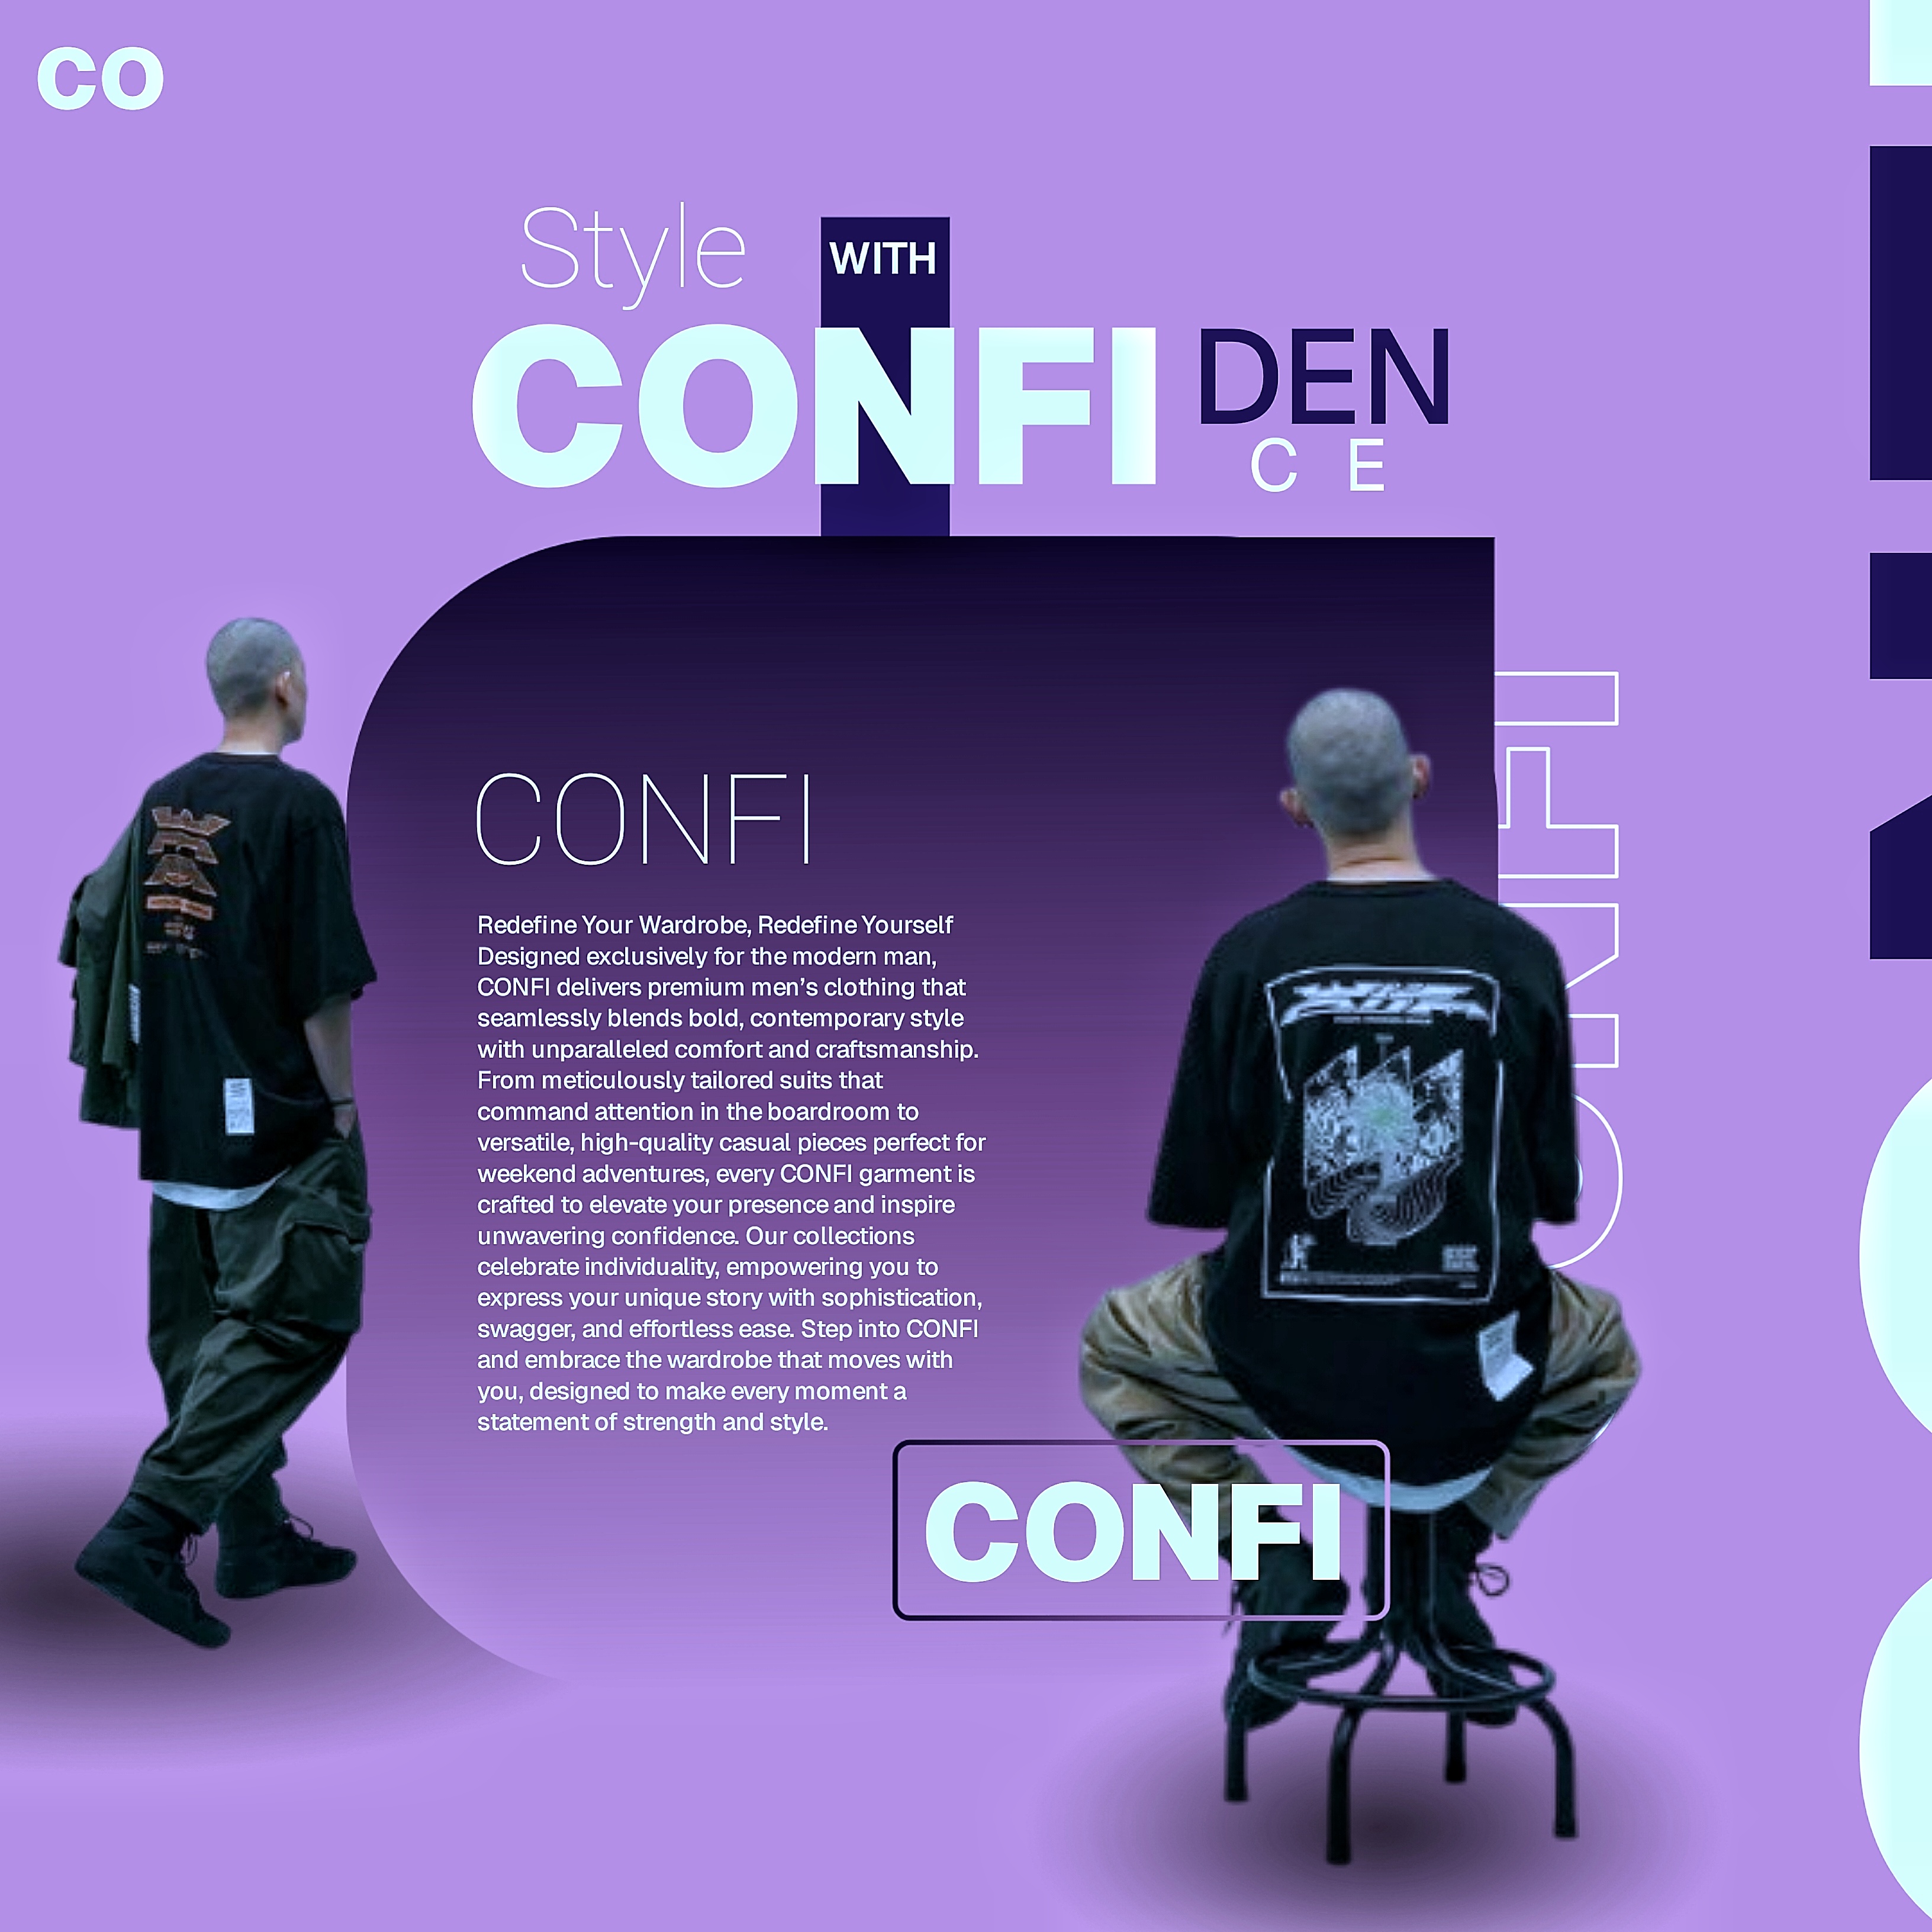 CO
Style
WITH
CONFI DEN
C E
CONFI
CONFI
Redefine Your Wardrobe, Redefine Yourself
Designed exclusively for the modern man,
CONFI delivers premium men’s clothing that
seamlessly blends bold, contemporary style
with unparalleled comfort and craftsmanship.
From meticulously tailored suits that
command attention in the boardroom to
versatile, high-quality casual pieces perfect for
weekend adventures, every CONFI garment is
crafted to elevate your presence and inspire
unwavering confidence. Our collections
celebrate individuality, empowering you to
express your unique story with sophistication,
swagger, and effortless ease. Step into CONFI
and embrace the wardrobe that moves with
you, designed to make every moment a
statement of strength and style.
CONFI